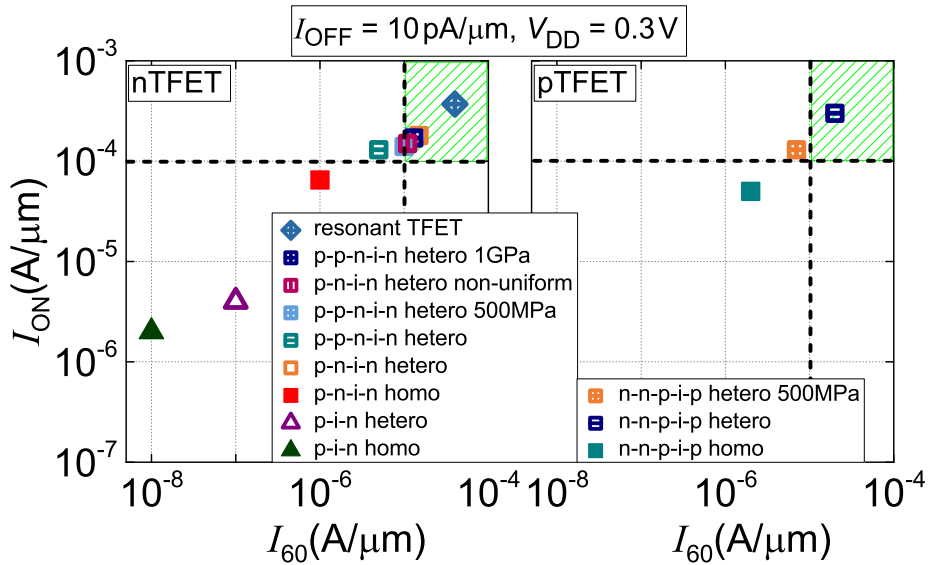 I_OFF = 10 pA/μm, V_DD = 0.3 V
nTFET
pTFET
10^-3
10^-4
10^-5
10^-6
10^-7
I_ON(A/μm)
resonant TFET
p-p-n-i-n hetero 1GPa
p-n-i-n hetero non-uniform
p-p-n-i-n hetero 500MPa
p-p-n-i-n hetero
p-n-i-n hetero
p-n-i-n homo
p-i-n hetero
p-i-n homo
n-n-p-i-p hetero 500MPa
n-n-p-i-p hetero
n-n-p-i-p homo
10^-8 10^-6 10^-4 10^-8 10^-6 10^-4
I_60(A/μm) I_60(A/μm)